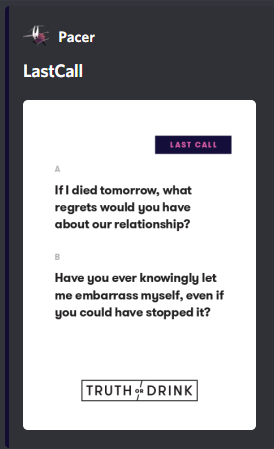 Pacer
LastCall
LAST CALL
A
If I died tomorrow, what
regrets would you have
about our relationship?
B
Have you ever knowingly let
me embarrass myself, even if
you could have stopped it?
TRUTH OR DRINK